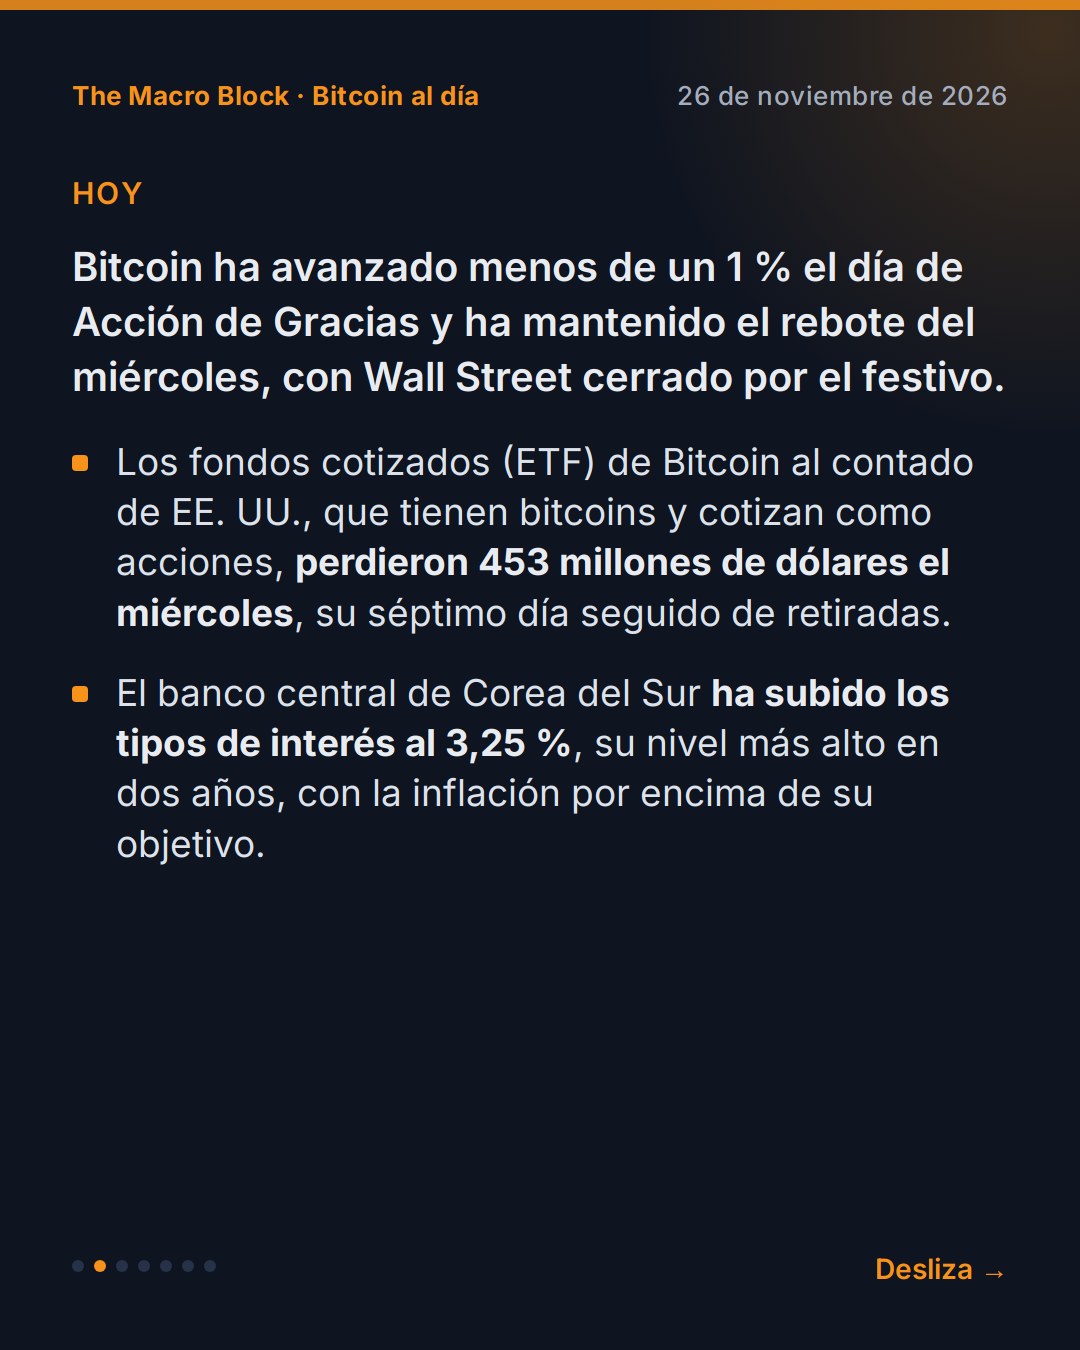 The Macro Block · Bitcoin al día
26 de noviembre de 2026
HOY
Bitcoin ha avanzado menos de un 1 % el día de
Acción de Gracias y ha mantenido el rebote del
miércoles, con Wall Street cerrado por el festivo.
Los fondos cotizados (ETF) de Bitcoin al contado
de EE. UU., que tienen bitcoins y cotizan como
acciones, perdieron 453 millones de dólares el
miércoles, su séptimo día seguido de retiradas.
El banco central de Corea del Sur ha subido los
tipos de interés al 3,25 %, su nivel más alto en
dos años, con la inflación por encima de su
objetivo.
Desliza →